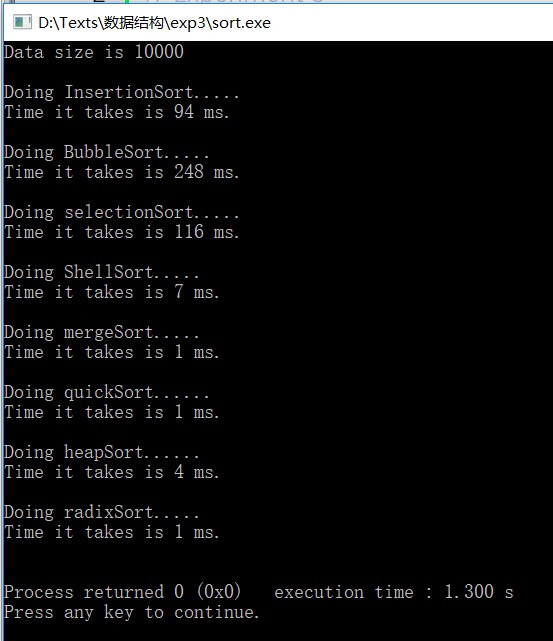 D:\Texts\数据结构\exp3\sort.exe
Data size is 10000
Doing InsertionSort.....
Time it takes is 94 ms.
Doing BubbleSort.....
Time it takes is 248 ms.
Doing selectionSort.....
Time it takes is 116 ms.
Doing ShellSort.....
Time it takes is 7 ms.
Doing mergeSort.....
Time it takes is 1 ms.
Doing quickSort......
Time it takes is 1 ms.
Doing heapSort......
Time it takes is 4 ms.
Doing radixSort.....
Time it takes is 1 ms.
Process returned 0 (0x0)   execution time : 1.300 s
Press any key to continue.